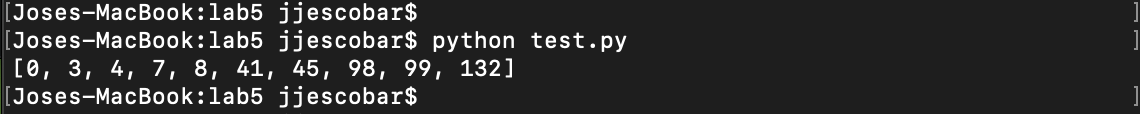 [Joses-MacBook:lab5 jjescobar$ ]
[Joses-MacBook:lab5 jjescobar$ python test.py ]
[0, 3, 4, 7, 8, 41, 45, 98, 99, 132]
[Joses-MacBook:lab5 jjescobar$ ]